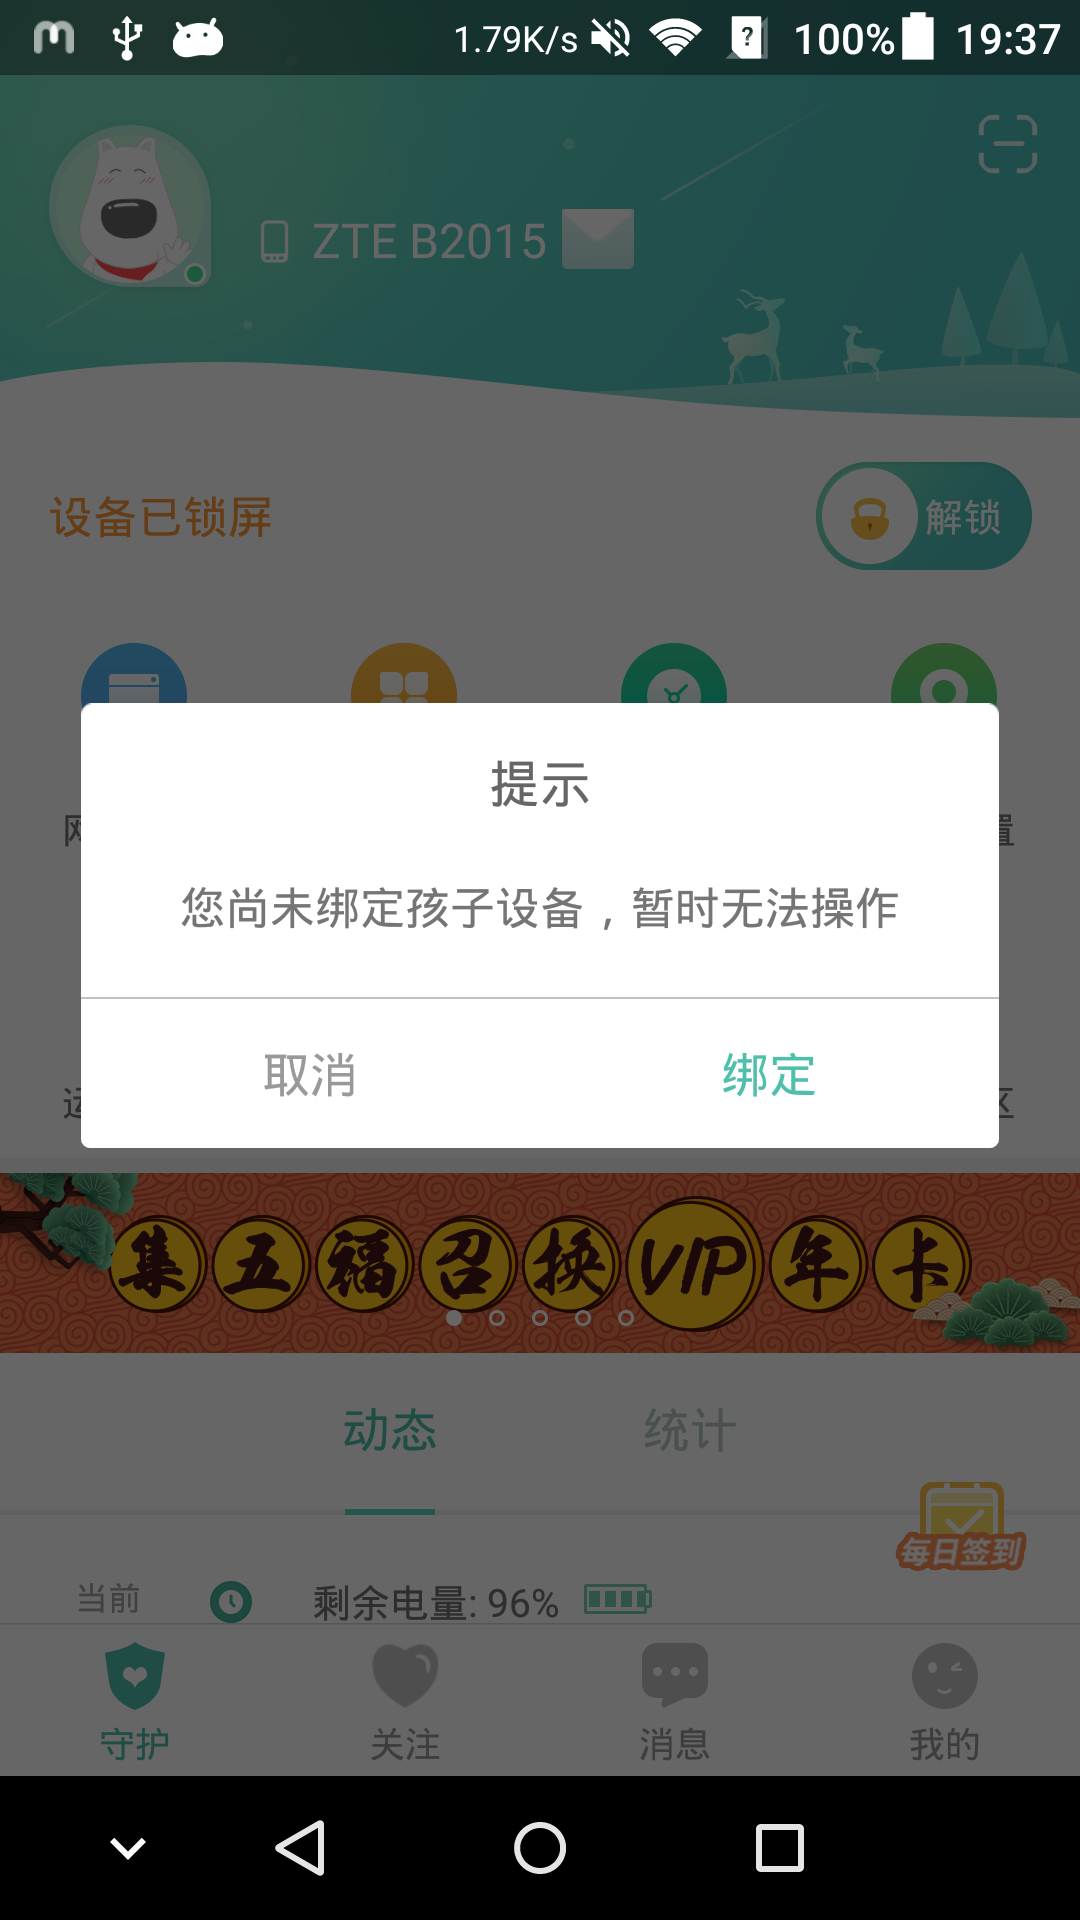 1.79K/s 100% 19:37
ZTE B2015
设备已锁屏 解锁
提示
置
您尚未绑定孩子设备，暂时无法操作
取消 绑定
区
集五福召换VIP年卡
动态 统计
每日签到
当前 剩余电量: 96%
守护 关注 消息 我的